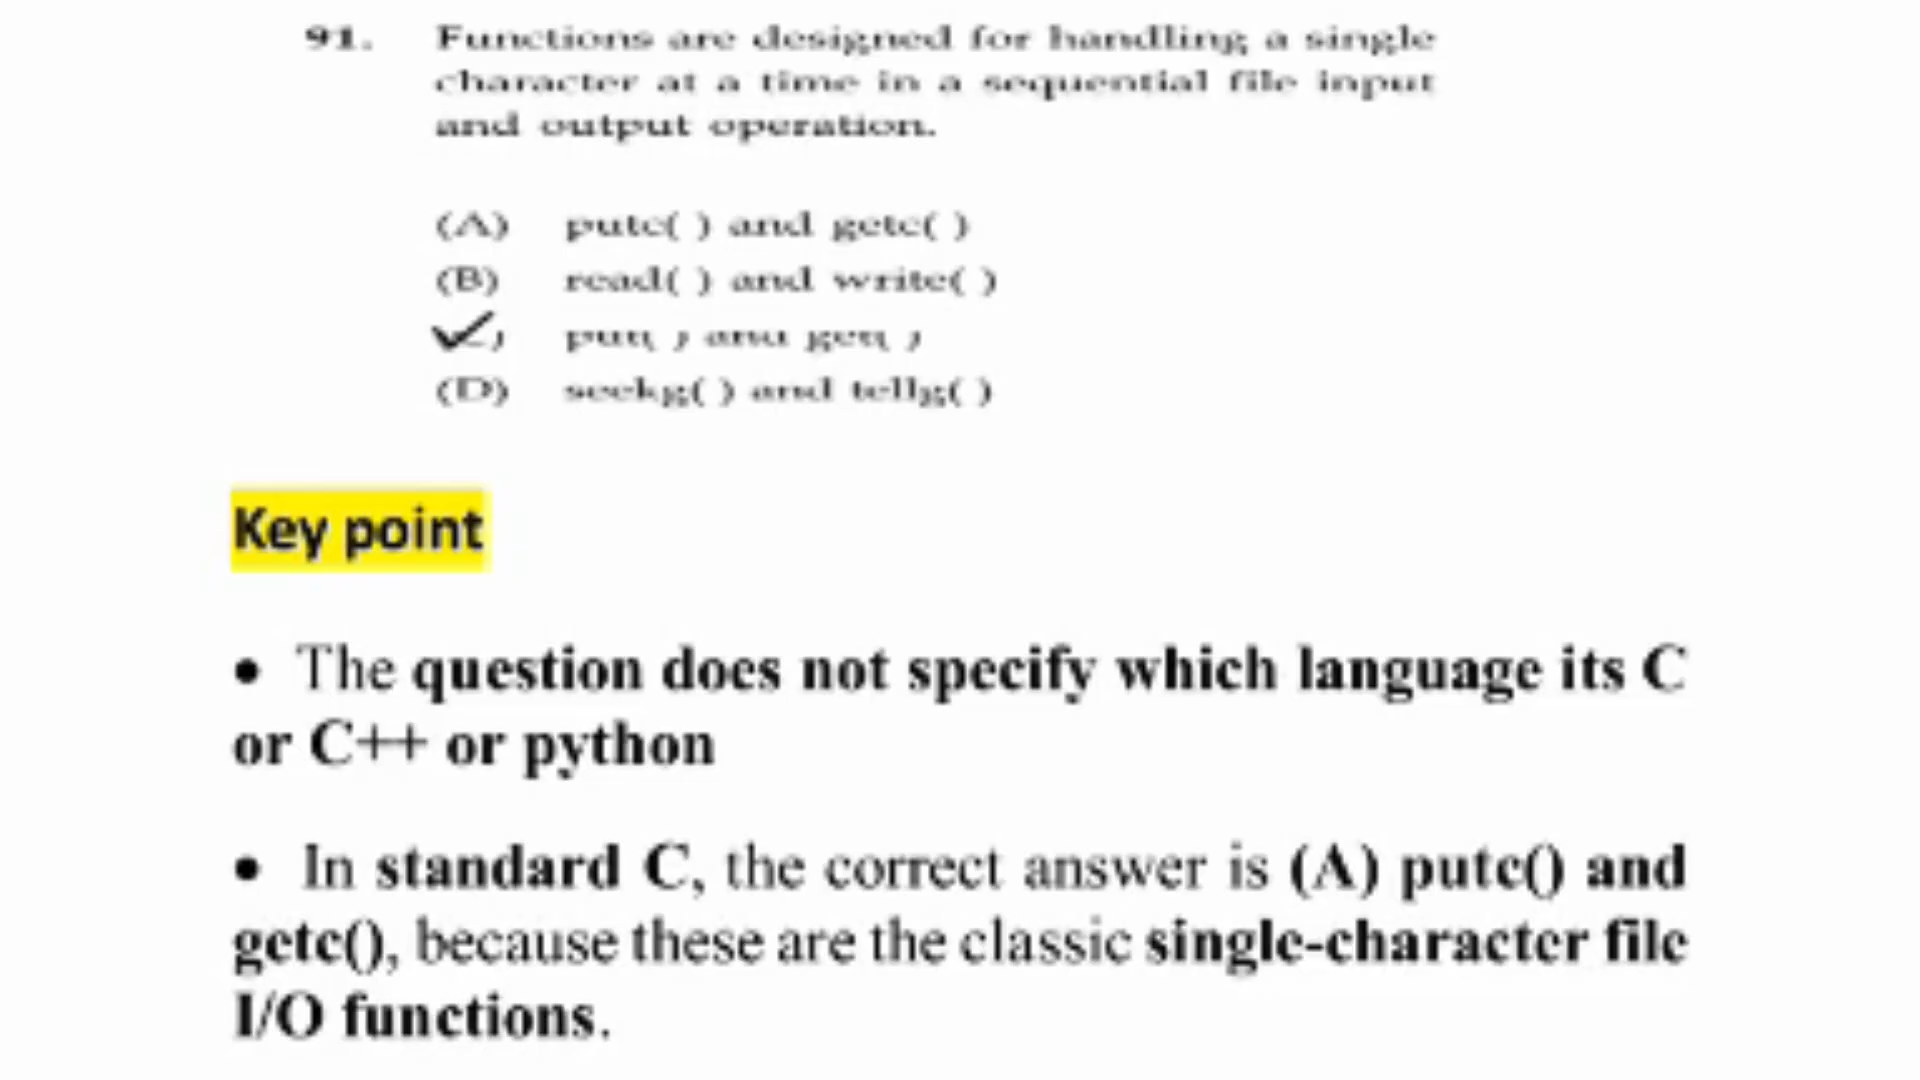 91. Functions are designed for handling a single
character at a time in a sequential file input
and output operation.
(A) putc( ) and getc( )
(B) read( ) and write( )
put( ) and get( )
(D) seekg( ) and tellg( )
Key point
• The question does not specify which language its C
or C++ or python
• In standard C, the correct answer is (A) putc() and
getc(), because these are the classic single-character file
I/O functions.